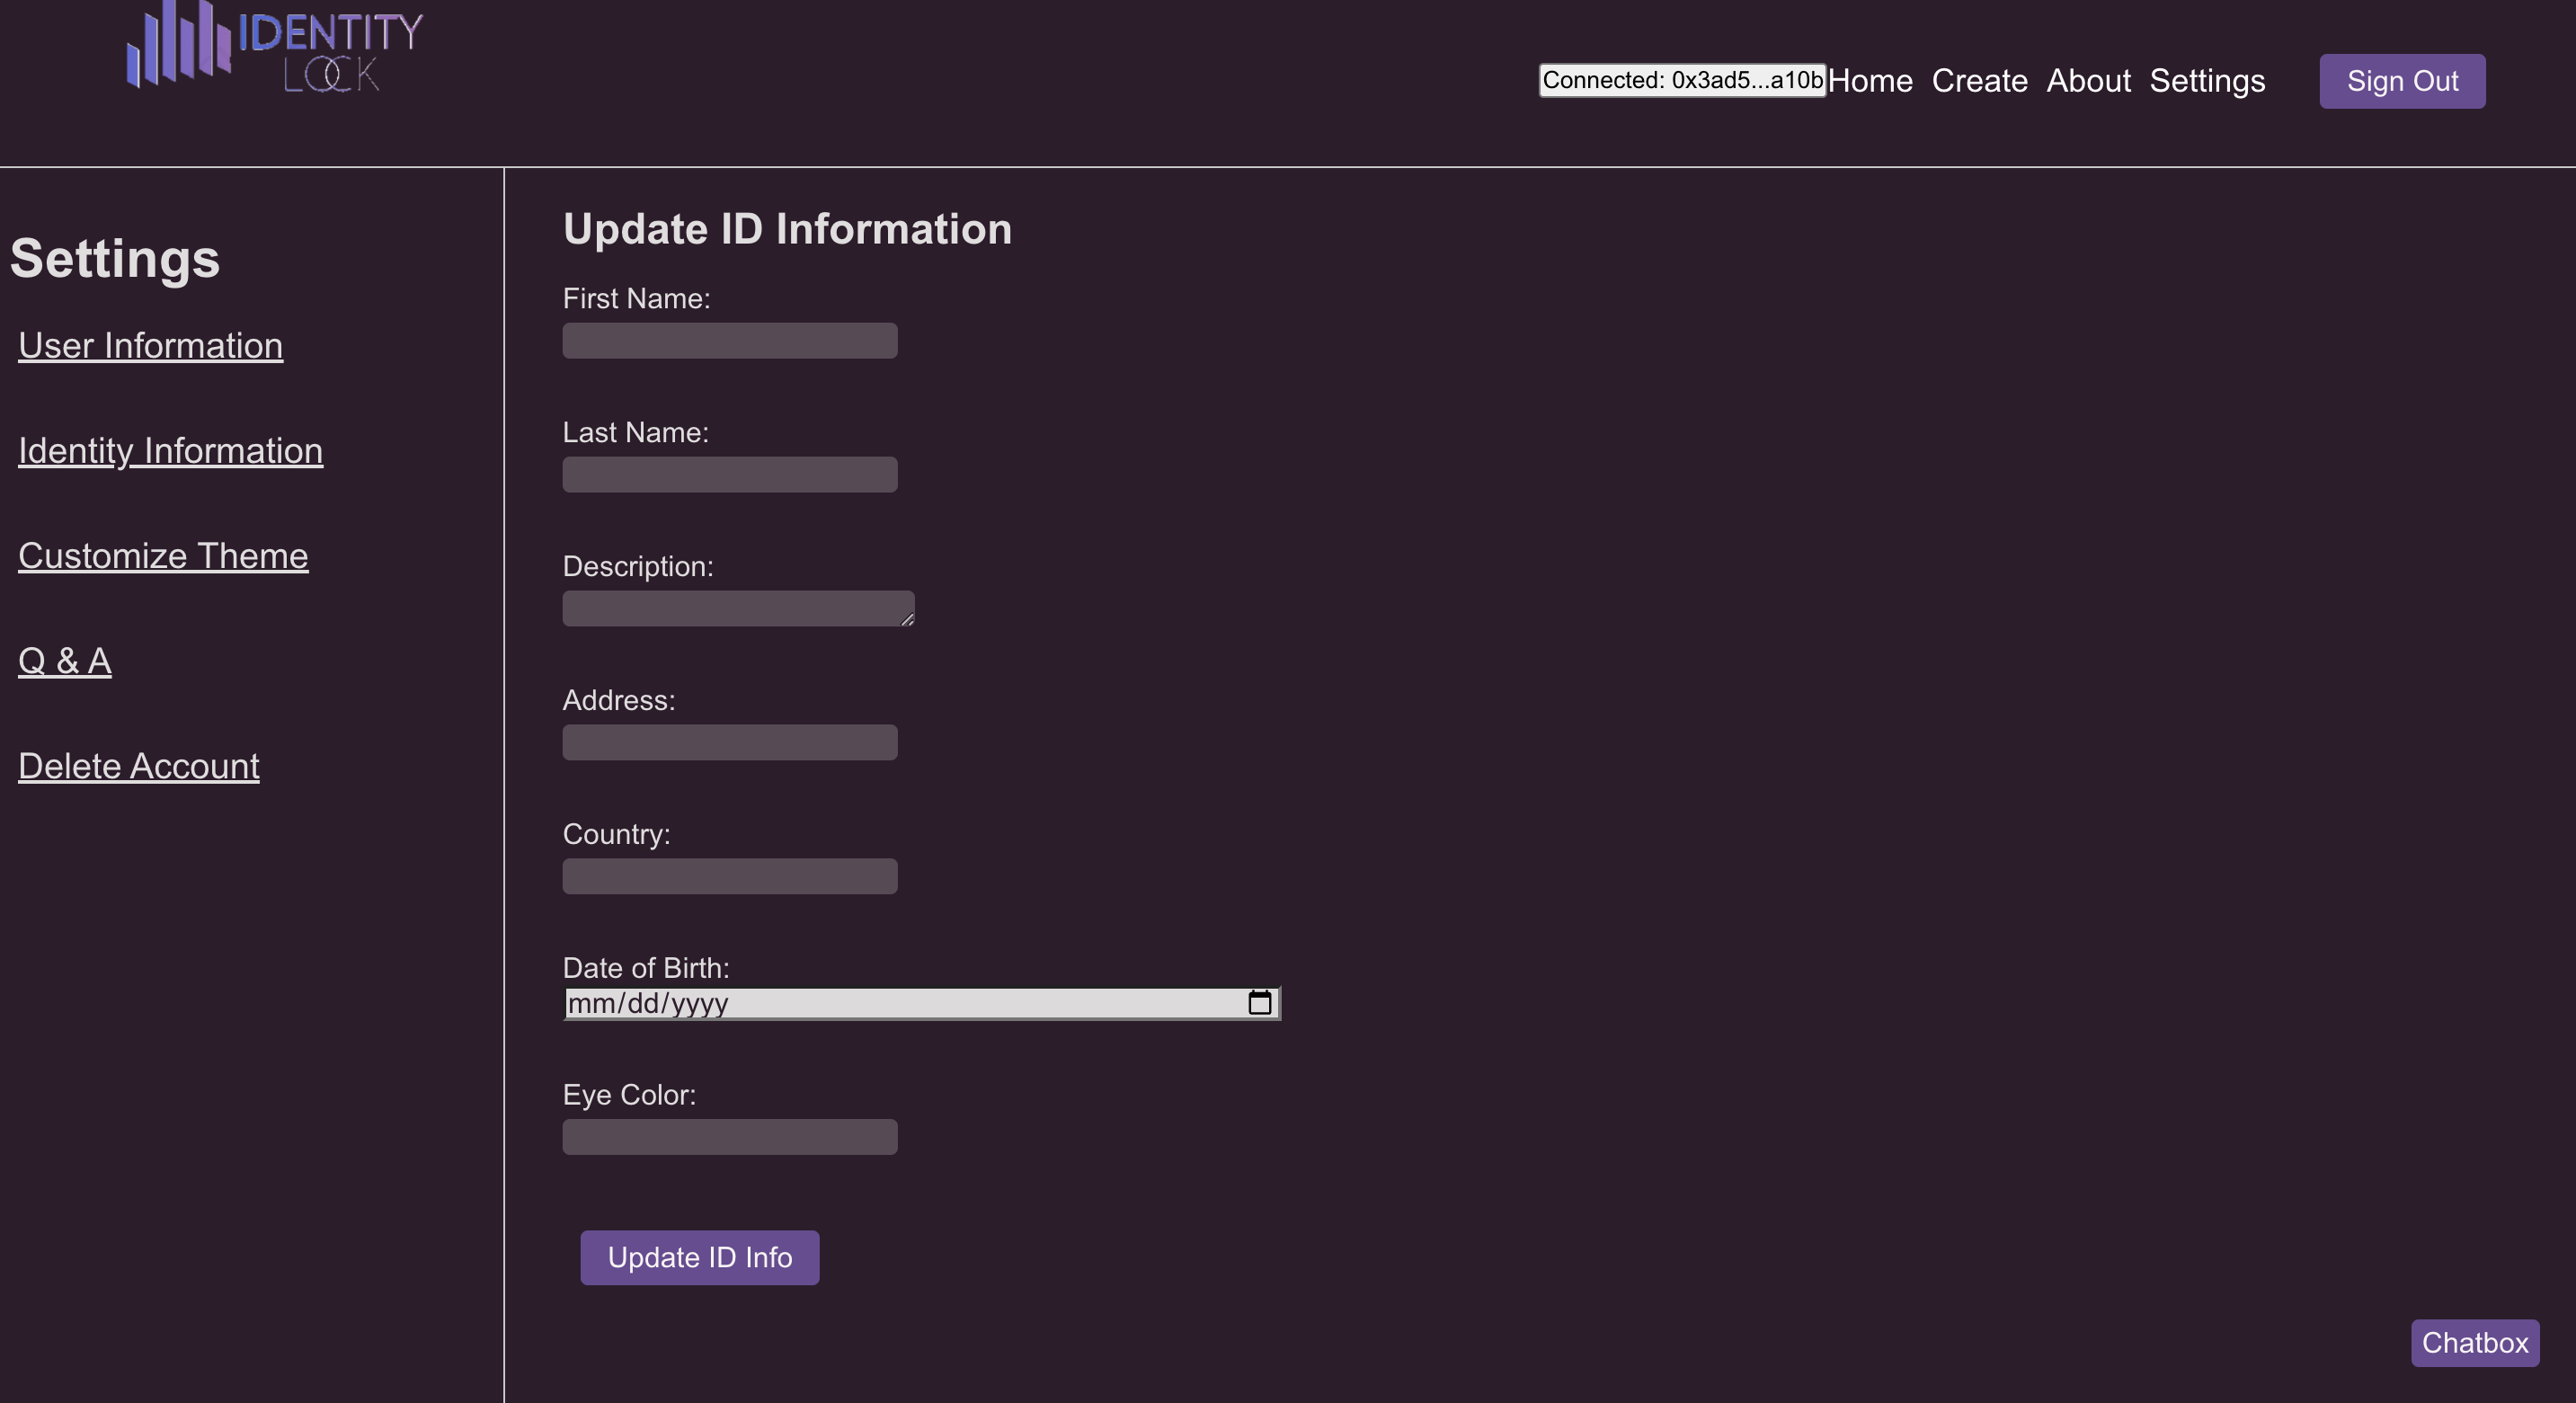 IDENTITY
LOCK
Connected: 0x3ad5...a10b Home Create About Settings Sign Out
Settings
User Information
Identity Information
Customize Theme
Q & A
Delete Account
Update ID Information
First Name:
Last Name:
Description:
Address:
Country:
Date of Birth:
mm/dd/yyyy
Eye Color:
Update ID Info
Chatbox